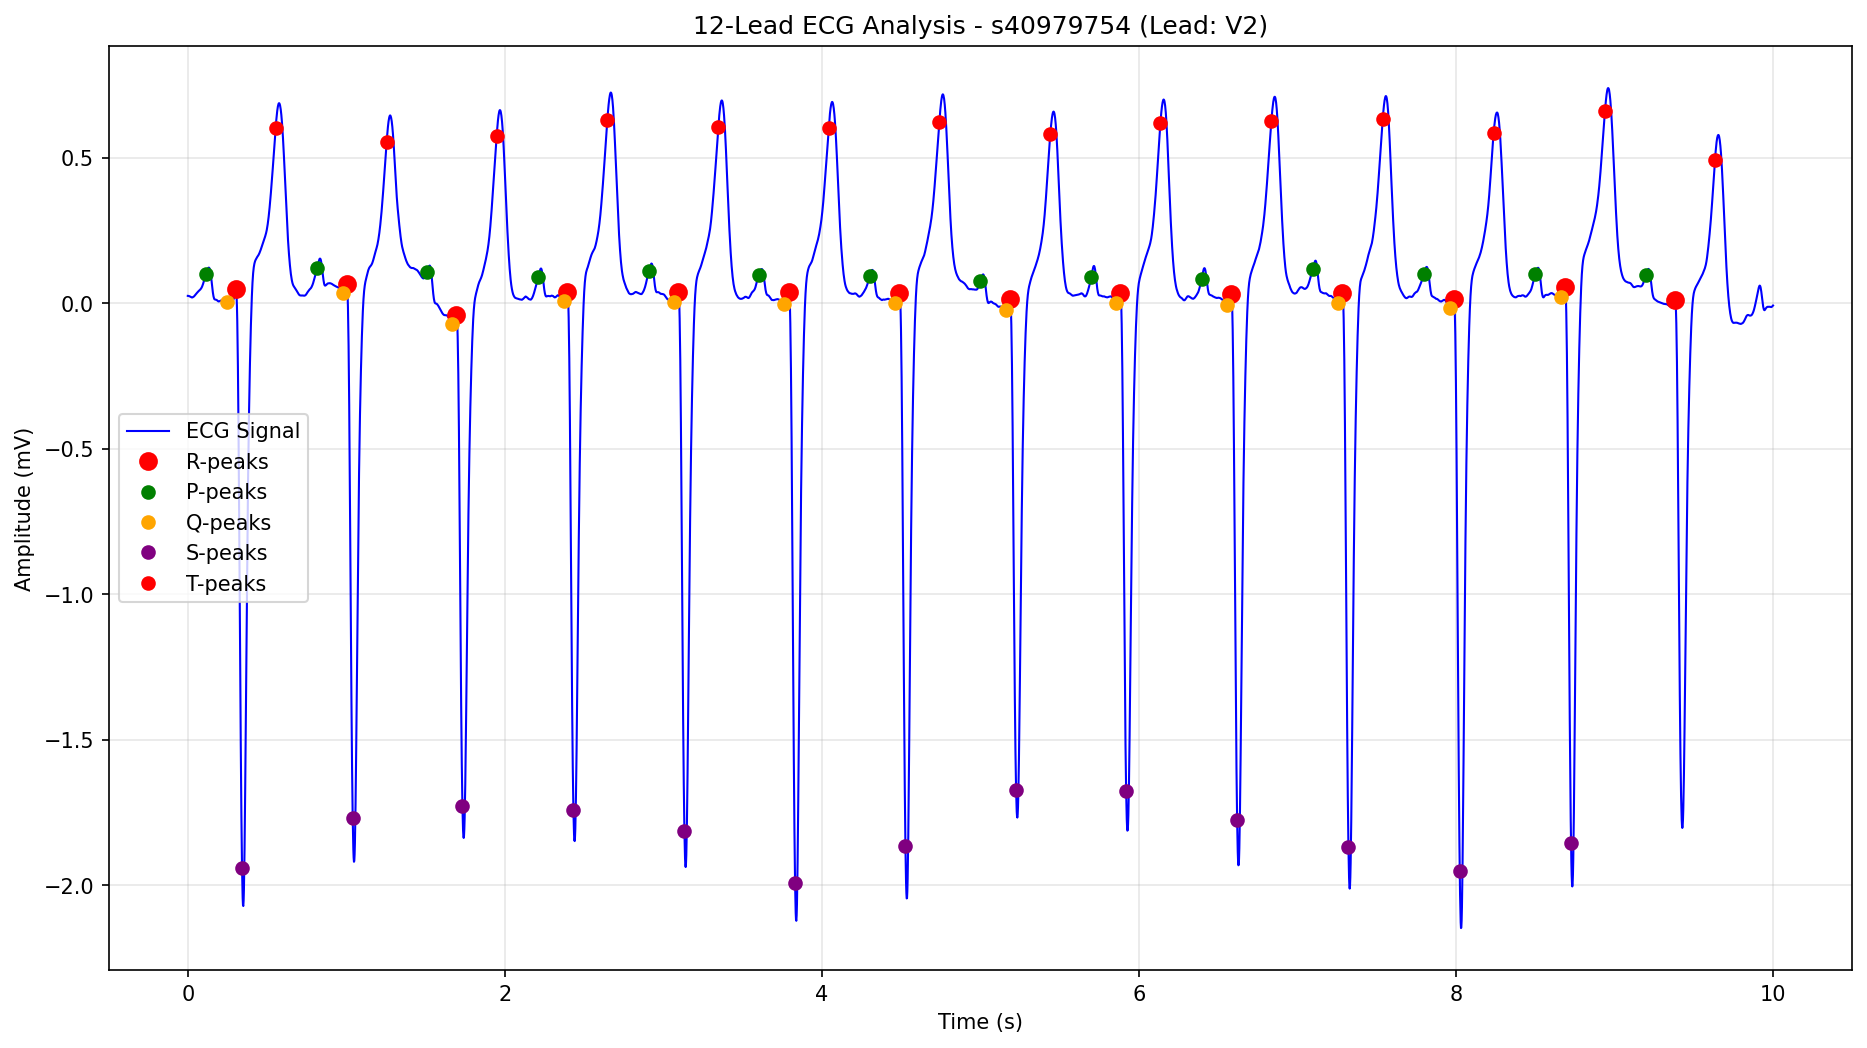 12-Lead ECG Analysis - s40979754 (Lead: V2)
Amplitude (mV)
0.5
0.0
−0.5
−1.0
−1.5
−2.0
ECG Signal
R-peaks
P-peaks
Q-peaks
S-peaks
T-peaks
0 2 4 6 8 10
Time (s)